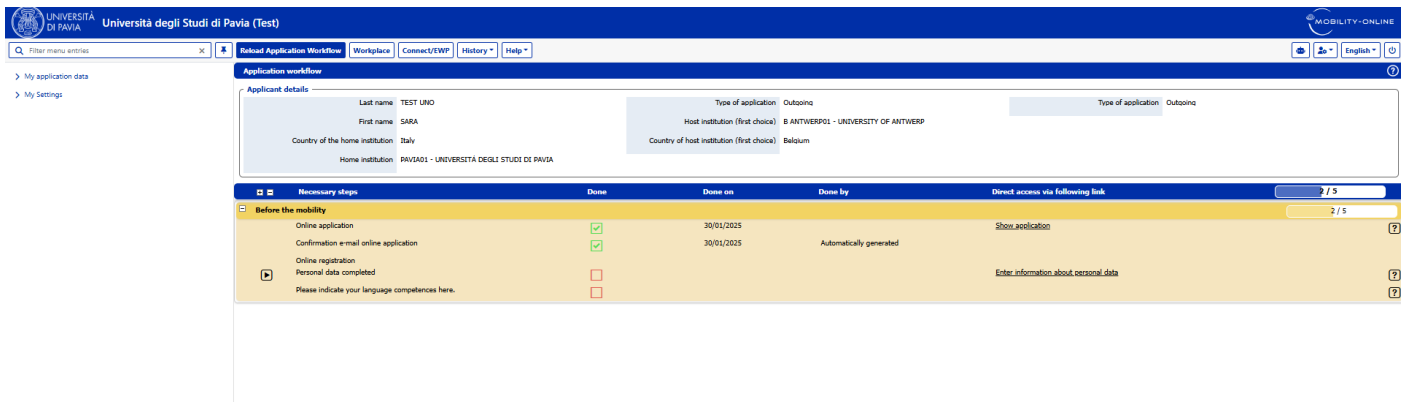 UNIVERSITÀ
DI PAVIA
Università degli Studi di Pavia (Test)
MOBILITY-ONLINE
Filter menu entries
Reload Application Workflow Workplace Connect/EWP History Help
English
My application data
My Settings
Application workflow
Applicant details
Last name TEST UNO Type of application Outgoing Type of application Outgoing
First name SARA Host institution (first choice) B ANTWERP01 - UNIVERSITY OF ANTWERP
Country of the home institution Italy Country of host institution (first choice) Belgium
Home institution PAVIA01 - UNIVERSITÀ DEGLI STUDI DI PAVIA
Necessary steps Done Done on Done by Direct access via following link 2 / 5
Before the mobility 2 / 5
Online application 30/01/2025 Show application ?
Confirmation e-mail online application 30/01/2025 Automatically generated
Online registration
Personal data completed Enter information about personal data ?
Please indicate your language competences here. ?